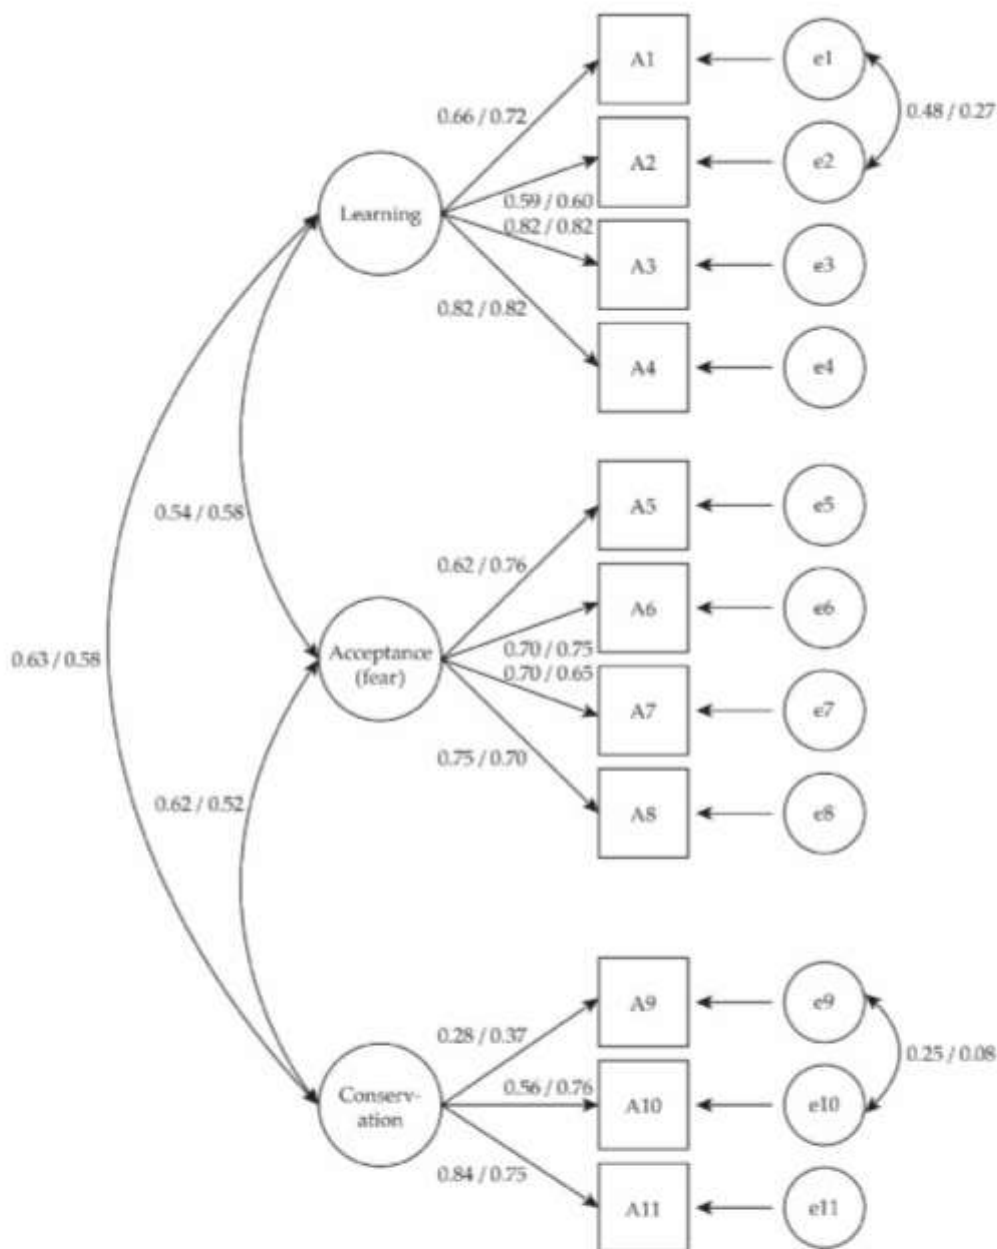 A1
e1
0.66 / 0.72
0.48 / 0.27
A2
e2
Learning
0.59 / 0.60
0.82 / 0.82
A3
e3
0.82 / 0.82
A4
e4
0.54 / 0.58
A5
e5
0.62 / 0.76
A6
e6
0.63 / 0.58
Acceptance
(fear)
0.70 / 0.75
0.70 / 0.65
A7
e7
0.75 / 0.70
0.62 / 0.52
A8
e8
A9
e9
0.28 / 0.37
0.25 / 0.08
Conserv-
ation
0.56 / 0.76
A10
e10
0.84 / 0.75
A11
e11